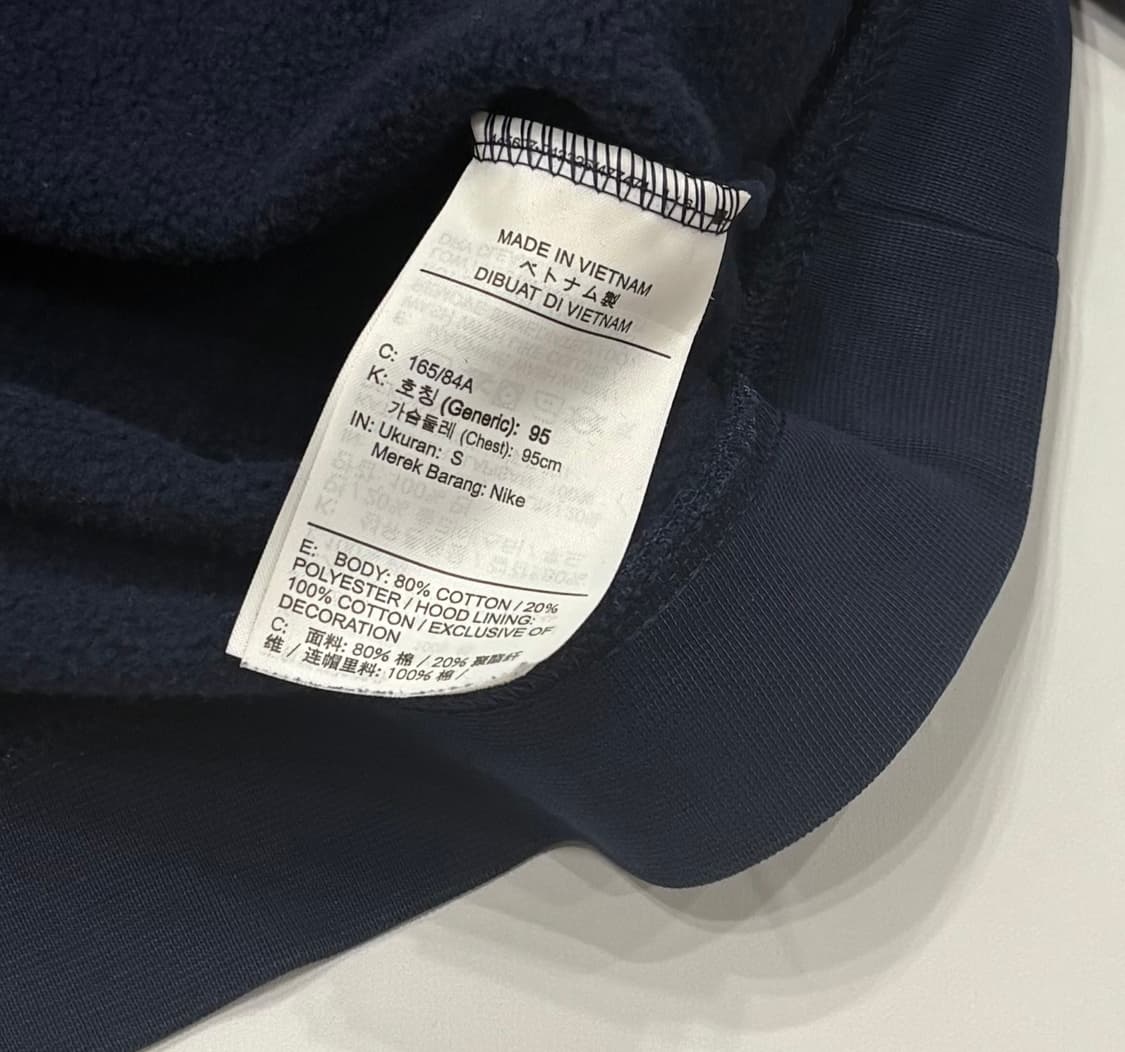 MADE IN VIETNAM
ベトナム製
DIBUAT DI VIETNAM
C: 165/84A
K: 호칭 (Generic): 95
가슴둘레 (Chest): 95cm
IN: Ukuran: S
Merek Barang: Nike
E: BODY: 80% COTTON / 20%
POLYESTER / HOOD LINING:
100% COTTON / EXCLUSIVE OF
DECORATION
C: 面料: 80% 棉 / 20% 聚酯纤
维 / 连帽里料: 100% 棉 /